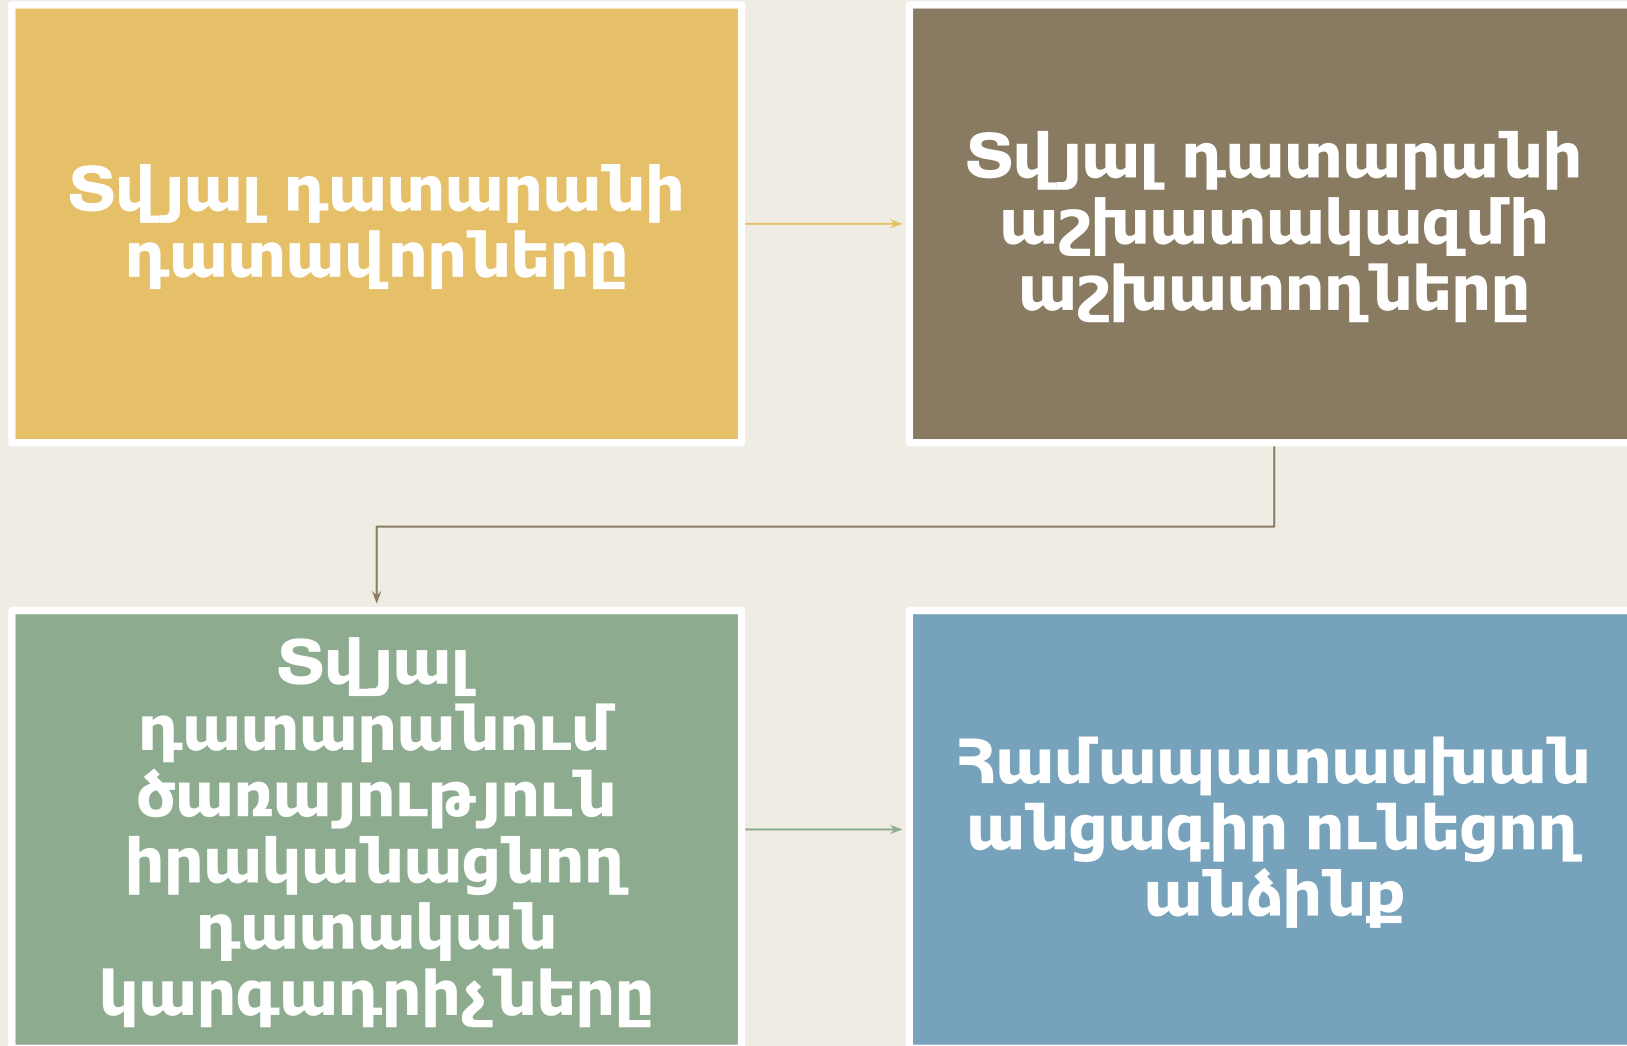 Տվյալ դատարանի
դատավորները
Տվյալ դատարանի
աշխատակազմի
աշխատողները
Տվյալ
դատարանում
ծառայություն
իրականացնող
դատական
կարգադրիչները
Համապատասխան
անցագիր ունեցող
անձինք